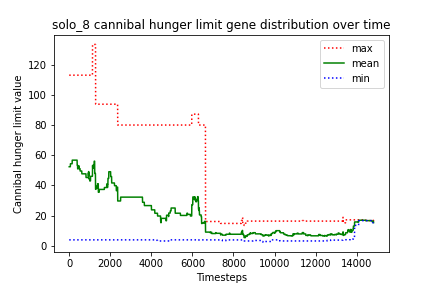 solo_8 cannibal hunger limit gene distribution over time
max
mean
min
Cannibal hunger limit value
120
100
80
60
40
20
0
0 2000 4000 6000 8000 10000 12000 14000
Timesteps